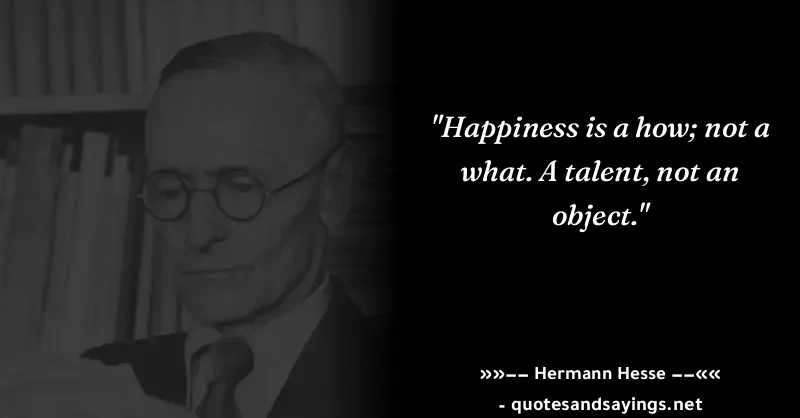 "Happiness is a how; not a
what. A talent, not an
object."
»»–– Hermann Hesse ––««
- quotesandsayings.net